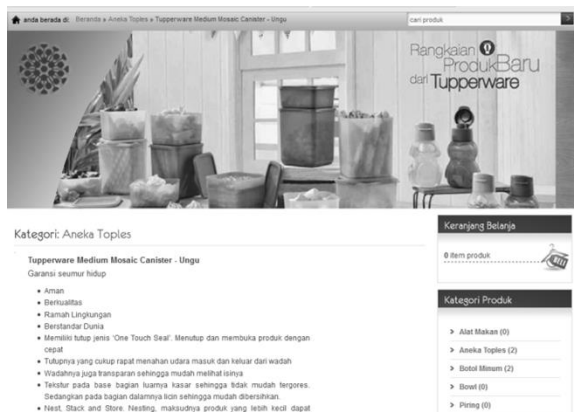 anda berada di: Beranda » Aneka Toples » Tupperware Medium Mosaic Canister - Ungu
cari produk
Rangkaian
Produk Baru
dari Tupperware
Kategori: Aneka Toples
Tupperware Medium Mosaic Canister - Ungu
Garansi seumur hidup
• Aman
• Berkualitas
• Ramah Lingkungan
• Berstandar Dunia
• Memiliki tutup jenis 'One Touch Seal'. Menutup dan membuka produk dengan
cepat
• Tutupnya yang cukup rapat menahan udara masuk dan keluar dari wadah
• Wadahnya juga transparan sehingga mudah melihat isinya
• Tekstur pada base bagian luarnya kasar sehingga tidak mudah tergores.
Sedangkan pada bagian dalamnya licin sehingga mudah dibersihkan.
• Nest, Stack and Store. Nesting, maksudnya produk yang lebih kecil dapat
Keranjang Belanja
0 item produk
BELI
Kategori Produk
> Alat Makan (0)
> Aneka Toples (2)
> Botol Minum (2)
> Bowl (0)
> Piring (0)